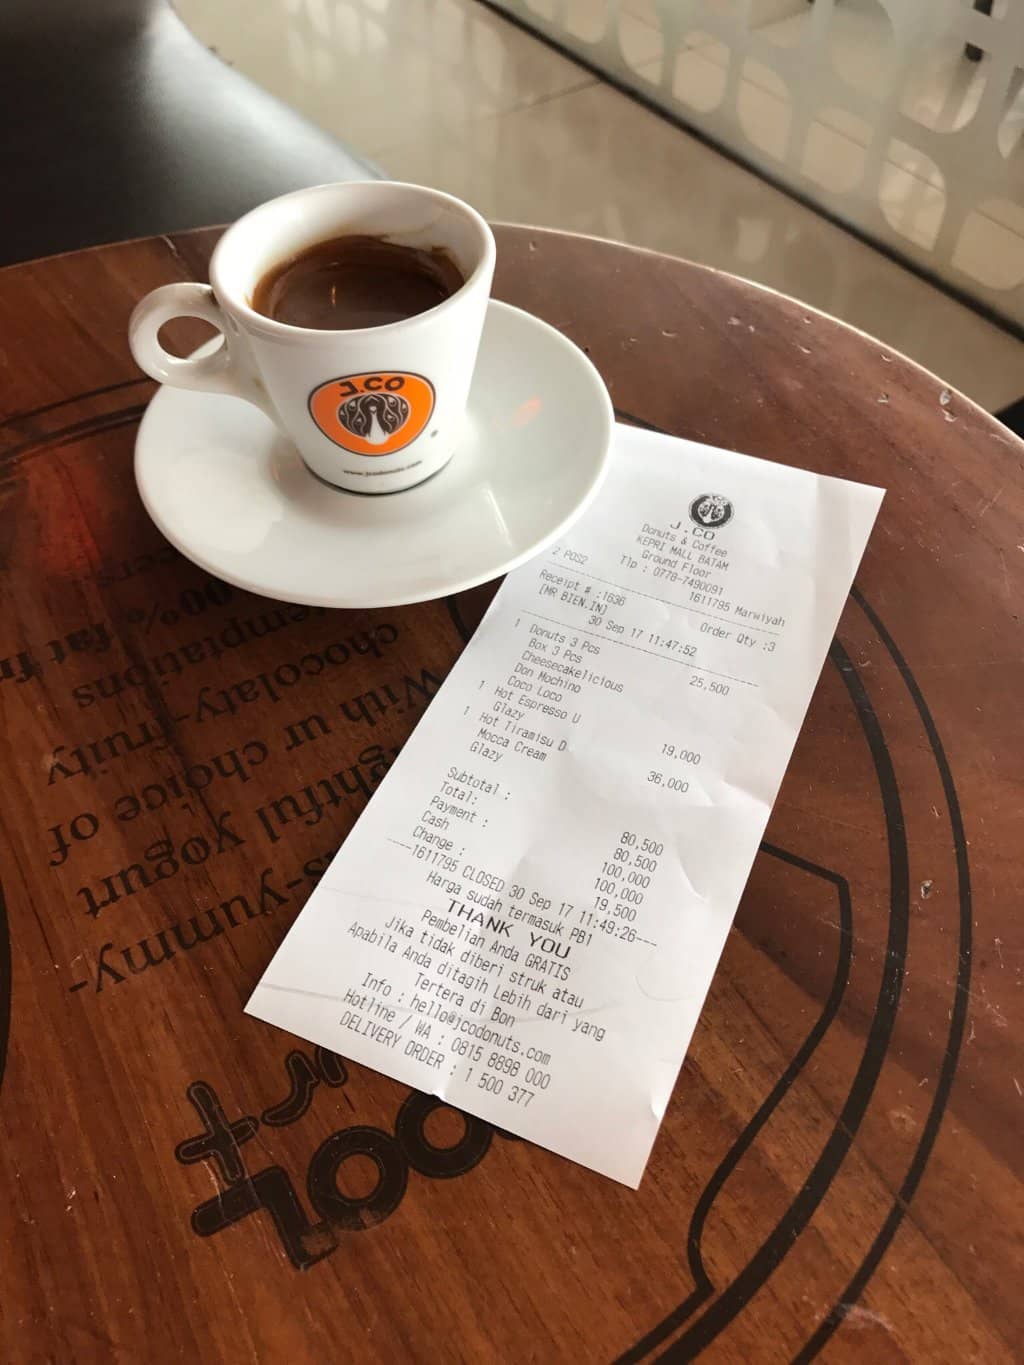 J.CO
www.jcodonuts.com
J.CO
Donuts & Coffee
KEPRI MALL BATAM
Ground Floor
Tlp : 0778-7490091
2 POS2 1611795 Marwiyah
Receipt # :1636 Order Qty :3
[MR BIEN.IN]
30 Sep 17 11:47:52
1 Donuts 3 Pcs 25,500
Box 3 Pcs
Cheesecakelicious
Don Mochino
Coco Loco
1 Hot Espresso U 19,000
Glazy
1 Hot Tiramisu D 36,000
Mocca Cream
Glazy
Subtotal : 80,500
Total: 80,500
Payment : 100,000
Cash 100,000
Change : 19,500
----1611795 CLOSED 30 Sep 17 11:49:26---
Harga sudah termasuk PB1
THANK YOU
Pembelian Anda GRATIS
Jika tidak diberi struk atau
Apabila Anda ditagih Lebih dari yang
Tertera di Bon
Info : hello@jcodonuts.com
Hotline / WA : 0815 8898 000
DELIVERY ORDER : 1 500 377
-yummy-
yogurt
With ur choice of
chocolaty-fruity